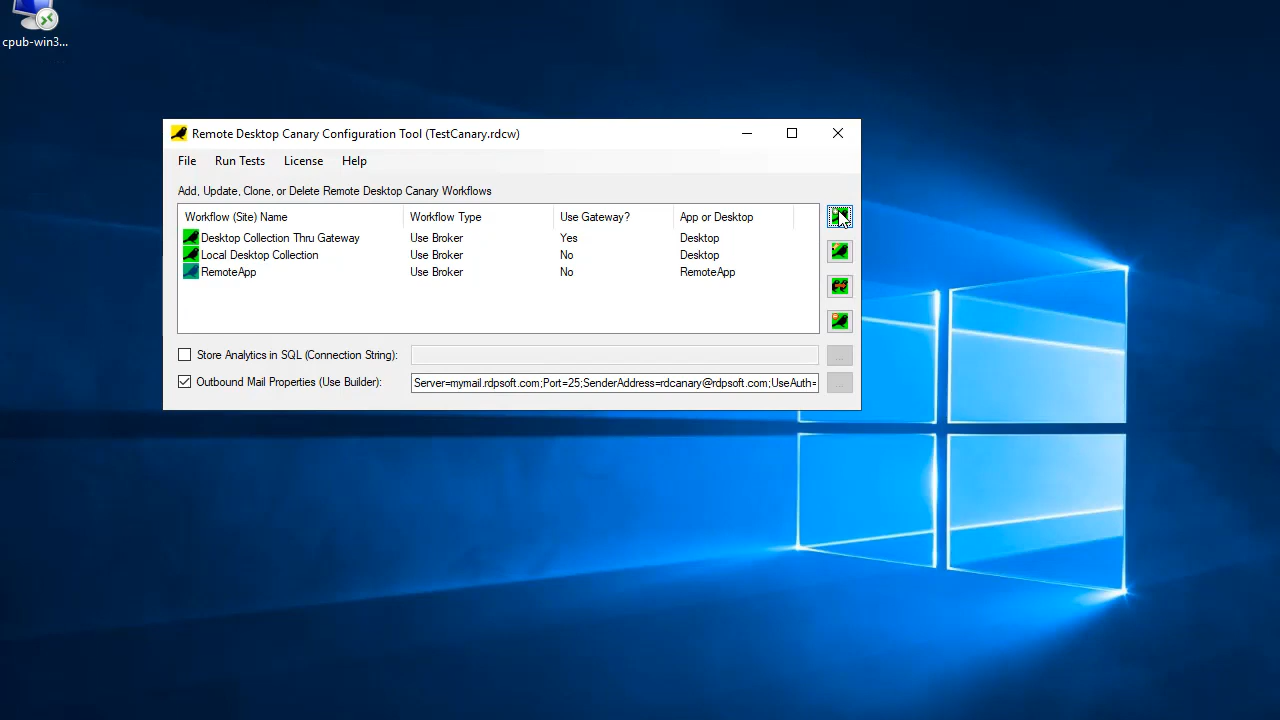 cpub-win3...
Remote Desktop Canary Configuration Tool (TestCanary.rdcw)
File Run Tests License Help
Add, Update, Clone, or Delete Remote Desktop Canary Workflows
Workflow (Site) Name Workflow Type Use Gateway? App or Desktop
Desktop Collection Thru Gateway Use Broker Yes Desktop
Local Desktop Collection Use Broker No Desktop
RemoteApp Use Broker No RemoteApp
Store Analytics in SQL (Connection String): ...
Outbound Mail Properties (Use Builder): Server=mymail.rdpsoft.com;Port=25;SenderAddress=rdcanary@rdpsoft.com;UseAuth= ...